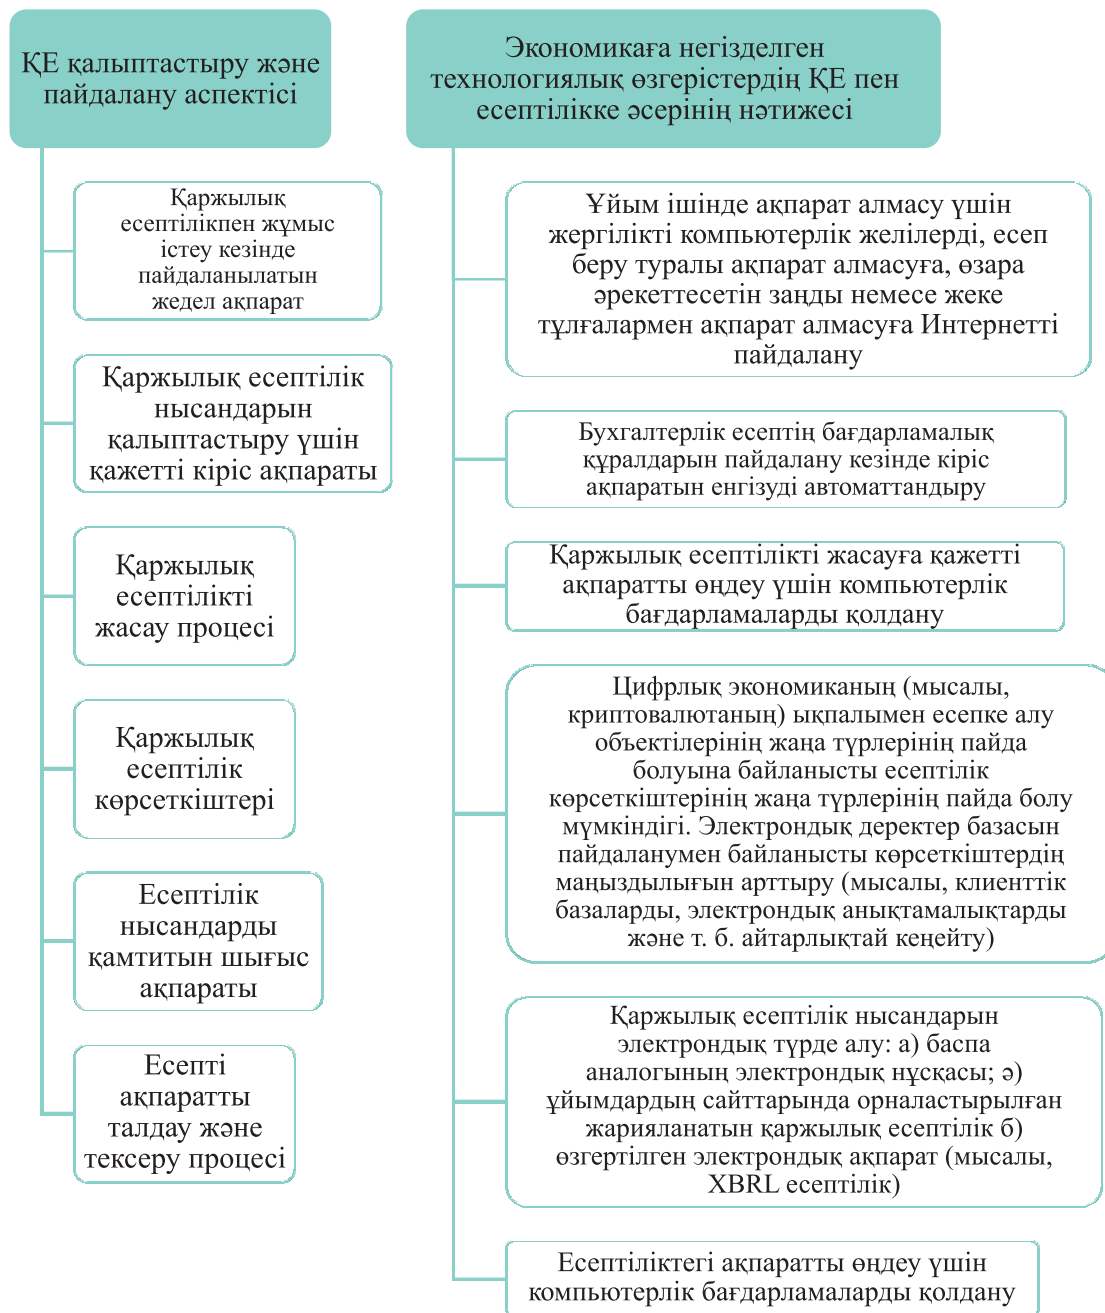 ҚЕ қалыптастыру және
пайдалану аспектісі
Қаржылық
есептілікпен жұмыс
істеу кезінде
пайдаланылатын
жедел ақпарат
Қаржылық есептілік
нысандарын
қалыптастыру үшін
қажетті кіріс ақпараты
Қаржылық
есептілікті
жасау процесі
Қаржылық
есептілік
көрсеткіштері
Есептілік
нысандарды
қамтитын шығыс
ақпараты
Есепті
ақпаратты
талдау және
тексеру процесі
Экономикаға негізделген
технологиялық өзгерістердің ҚЕ пен
есептілікке әсерінің нәтижесі
Ұйым ішінде ақпарат алмасу үшін
жергілікті компьютерлік желілерді, есеп
беру туралы ақпарат алмасуға, өзара
әрекеттесетін заңды немесе жеке
тұлғалармен ақпарат алмасуға Интернетті
пайдалану
Бухгалтерлік есептің бағдарламалық
құралдарын пайдалану кезінде кіріс
ақпаратын енгізуді автоматтандыру
Қаржылық есептілікті жасауға қажетті
ақпаратты өңдеу үшін компьютерлік
бағдарламаларды қолдану
Цифрлық экономиканың (мысалы,
криптовалютаның) ықпалымен есепке алу
объектілерінің жаңа түрлерінің пайда
болуына байланысты есептілік
көрсеткіштерінің жаңа түрлерінің пайда болу
мүмкіндігі. Электрондық деректер базасын
пайдаланумен байланысты көрсеткіштердің
маңыздылығын арттыру (мысалы, клиенттік
базаларды, электрондық анықтамалықтарды
және т. б. айтарлықтай кеңейту)
Қаржылық есептілік нысандарын
электрондық түрде алу: а) баспа
аналогының электрондық нұсқасы; ә)
ұйымдардың сайттарында орналастырылған
жарияланатын қаржылық есептілік б)
өзгертілген электрондық ақпарат (мысалы,
XBRL есептілік)
Есептіліктегі ақпаратты өңдеу үшін
компьютерлік бағдарламаларды қолдану